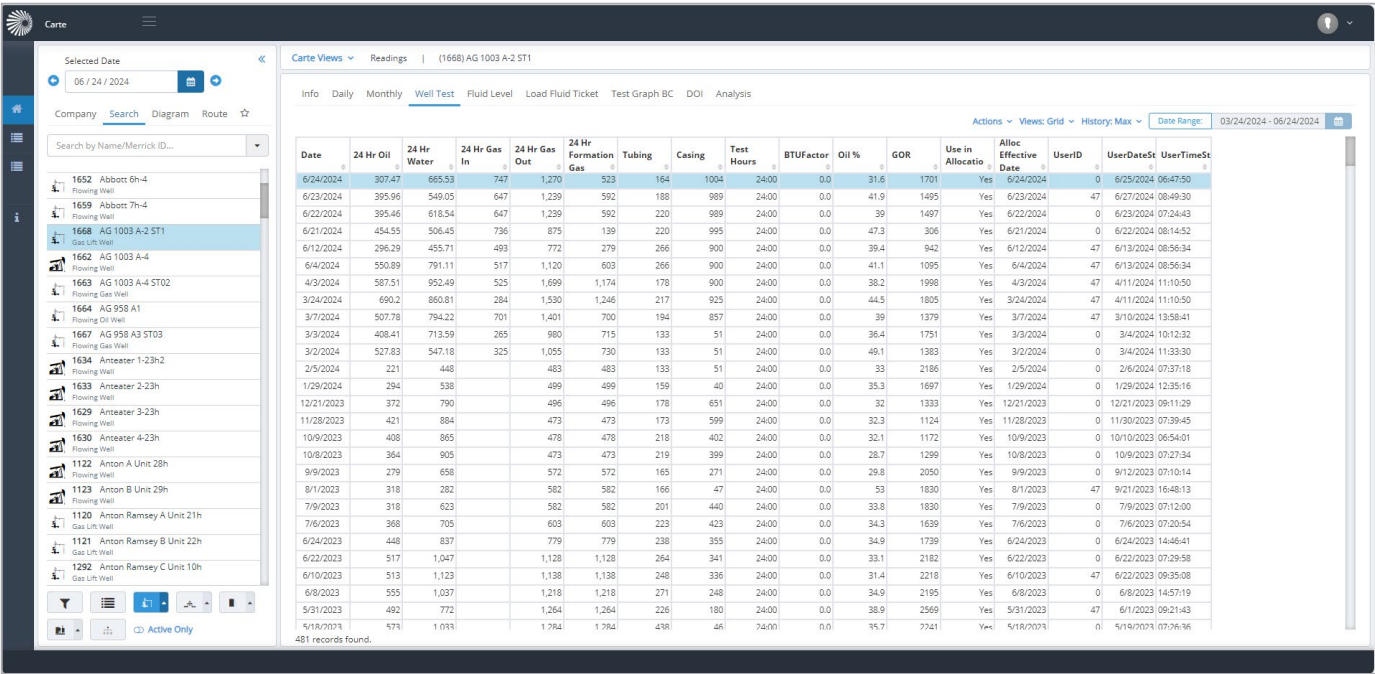 Carte
Selected Date
06 / 24 / 2024
Company Search Diagram Route
Search by Name/Merrick ID...
1652 Abbott 6h-4
Flowing Well
1659 Abbott 7h-4
Flowing Well
1668 AG 1003 A-2 ST1
Gas Lift Well
1662 AG 1003 A-4
Flowing Well
1663 AG 1003 A-4 ST02
Flowing Gas Well
1664 AG 958 A1
Flowing Oil Well
1667 AG 958 A3 ST03
Flowing Gas Well
1634 Anteater 1-23h2
Flowing Well
1633 Anteater 2-23h
Flowing Well
1629 Anteater 3-23h
Flowing Well
1630 Anteater 4-23h
Flowing Well
1122 Anton A Unit 28h
Flowing Well
1123 Anton B Unit 29h
Flowing Well
1120 Anton Ramsey A Unit 21h
Gas Lift Well
1121 Anton Ramsey B Unit 22h
Gas Lift Well
1292 Anton Ramsey C Unit 10h
Gas Lift Well
Active Only
Carte Views Readings | (1668) AG 1003 A-2 ST1
Info Daily Monthly Well Test Fluid Level Load Fluid Ticket Test Graph BC DOI Analysis
Actions Views: Grid History: Max Date Range: 03/24/2024 - 06/24/2024
Date 24 Hr Oil 24 Hr Water 24 Hr Gas In 24 Hr Gas Out 24 Hr Formation Gas Tubing Casing Test Hours BTUFactor Oil % GOR Use in Allocatio Alloc Effective Date UserID UserDateSt UserTimeSt
6/24/2024 307.47 665.53 747 1,270 523 164 1004 24:00 0.0 31.6 1701 Yes 6/24/2024 0 6/25/2024 06:47:50
6/23/2024 395.96 549.05 647 1,239 592 188 989 24:00 0.0 41.9 1495 Yes 6/23/2024 47 6/27/2024 08:49:30
6/22/2024 395.46 618.54 647 1,239 592 220 989 24:00 0.0 39 1497 Yes 6/22/2024 0 6/23/2024 07:24:43
6/21/2024 454.55 506.45 736 875 139 220 995 24:00 0.0 47.3 306 Yes 6/21/2024 0 6/22/2024 08:14:52
6/12/2024 296.29 455.71 493 772 279 266 900 24:00 0.0 39.4 942 Yes 6/12/2024 47 6/13/2024 08:56:34
6/4/2024 550.89 791.11 517 1,120 603 266 900 24:00 0.0 41.1 1095 Yes 6/4/2024 47 6/13/2024 08:56:34
4/3/2024 587.51 952.49 525 1,699 1,174 178 900 24:00 0.0 38.2 1998 Yes 4/3/2024 47 4/11/2024 11:10:50
3/24/2024 690.2 860.81 284 1,530 1,246 217 925 24:00 0.0 44.5 1805 Yes 3/24/2024 47 4/11/2024 11:10:50
3/7/2024 507.78 794.22 701 1,401 700 194 857 24:00 0.0 39 1379 Yes 3/7/2024 47 3/10/2024 13:58:41
3/3/2024 408.41 713.59 265 980 715 133 51 24:00 0.0 36.4 1751 Yes 3/3/2024 0 3/4/2024 10:12:32
3/2/2024 527.83 547.18 325 1,055 730 133 51 24:00 0.0 49.1 1383 Yes 3/2/2024 0 3/4/2024 11:33:30
2/5/2024 221 448 483 483 133 51 24:00 0.0 33 2186 Yes 2/5/2024 0 2/6/2024 07:37:18
1/29/2024 294 538 499 499 159 40 24:00 0.0 35.3 1697 Yes 1/29/2024 0 1/29/2024 12:35:16
12/21/2023 372 790 496 496 178 651 24:00 0.0 32 1333 Yes 12/21/2023 0 12/21/2023 09:11:29
11/28/2023 421 884 473 473 173 599 24:00 0.0 32.3 1124 Yes 11/28/2023 0 11/30/2023 07:39:45
10/9/2023 408 865 478 478 218 402 24:00 0.0 32.1 1172 Yes 10/9/2023 0 10/10/2023 06:54:01
10/8/2023 364 905 473 473 219 399 24:00 0.0 28.7 1299 Yes 10/8/2023 0 10/9/2023 07:27:34
9/9/2023 279 658 572 572 165 271 24:00 0.0 29.8 2050 Yes 9/9/2023 0 9/12/2023 07:10:14
8/1/2023 318 282 582 582 166 47 24:00 0.0 53 1830 Yes 8/1/2023 47 9/21/2023 16:48:13
7/9/2023 318 623 582 582 201 440 24:00 0.0 33.8 1830 Yes 7/9/2023 0 7/9/2023 07:12:00
7/6/2023 368 705 603 603 223 423 24:00 0.0 34.3 1639 Yes 7/6/2023 0 7/6/2023 07:20:54
6/24/2023 448 837 779 779 238 355 24:00 0.0 34.9 1739 Yes 6/24/2023 0 6/24/2023 14:46:41
6/22/2023 517 1,047 1,128 1,128 264 341 24:00 0.0 33.1 2182 Yes 6/22/2023 0 6/22/2023 07:29:58
6/10/2023 513 1,123 1,138 1,138 248 336 24:00 0.0 31.4 2218 Yes 6/10/2023 47 6/22/2023 09:35:08
6/8/2023 555 1,037 1,218 1,218 271 248 24:00 0.0 34.9 2195 Yes 6/8/2023 0 6/8/2023 14:57:19
5/31/2023 492 772 1,264 1,264 226 180 24:00 0.0 38.9 2569 Yes 5/31/2023 47 6/1/2023 09:21:43
5/18/2023 573 1,033 1,284 1,284 438 46 24:00 0.0 35.7 2241 Yes 5/18/2023 0 5/19/2023 07:26:36
481 records found.